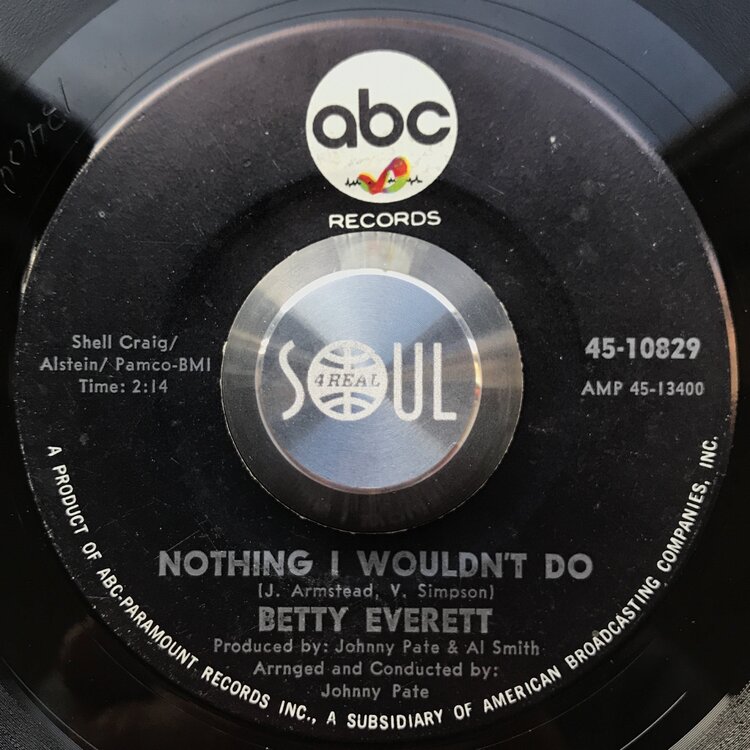 abc
RECORDS
SOUL
4 REAL
Shell Craig/
Alstein/ Pamco-BMI
Time: 2:14
45-10829
AMP 45-13400
NOTHING I WOULDN'T DO
(J. Armstead, V. Simpson)
BETTY EVERETT
Produced by: Johnny Pate & Al Smith
Arrnged and Conducted by:
Johnny Pate
A PRODUCT OF ABC-PARAMOUNT RECORDS INC., A SUBSIDIARY OF AMERICAN BROADCASTING COMPANIES, INC.